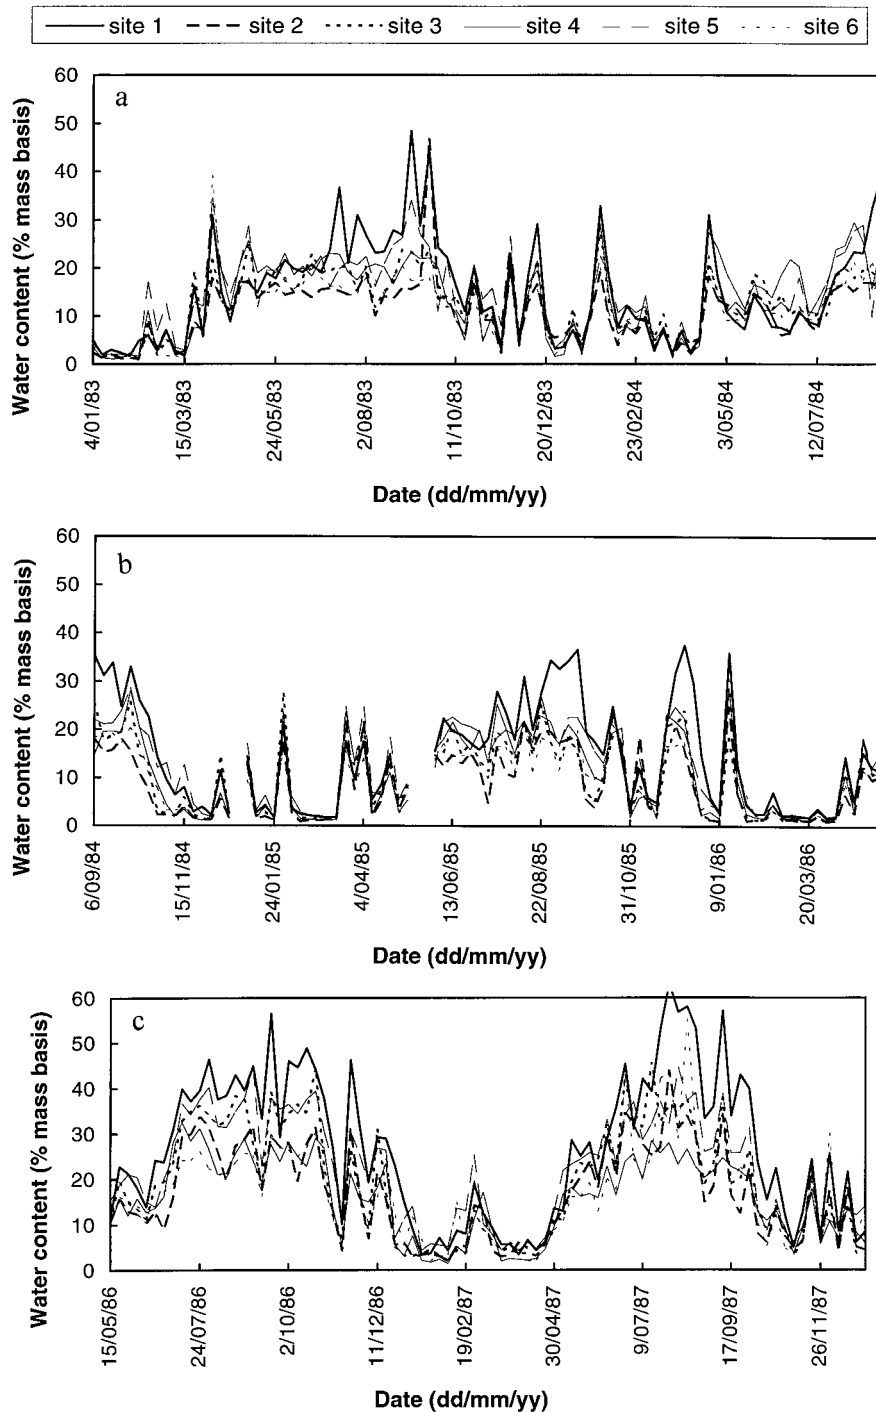 site 1 site 2 site 3 site 4 site 5 site 6
a
Water content (% mass basis)
60
50
40
30
20
10
0
4/01/83 15/03/83 24/05/83 2/08/83 11/10/83 20/12/83 23/02/84 3/05/84 12/07/84
Date (dd/mm/yy)
b
Water content (% mass basis)
60
50
40
30
20
10
0
6/09/84 15/11/84 24/01/85 4/04/85 13/06/85 22/08/85 31/10/85 9/01/86 20/03/86
Date (dd/mm/yy)
c
Water content (% mass basis)
60
50
40
30
20
10
0
15/05/86 24/07/86 2/10/86 11/12/86 19/02/87 30/04/87 9/07/87 17/09/87 26/11/87
Date (dd/mm/yy)